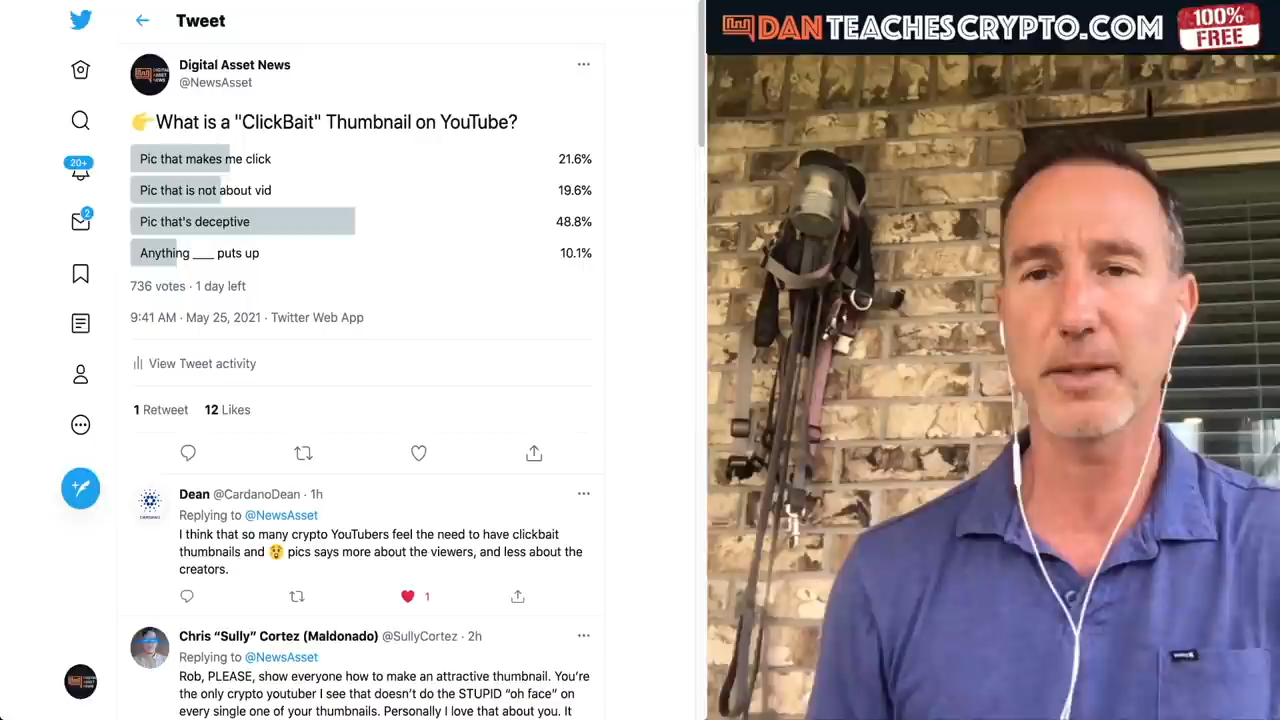 Tweet
Digital Asset News
@NewsAsset
What is a "ClickBait" Thumbnail on YouTube?
Pic that makes me click 21.6%
Pic that is not about vid 19.6%
Pic that's deceptive 48.8%
Anything ____ puts up 10.1%
736 votes · 1 day left
9:41 AM · May 25, 2021 · Twitter Web App
View Tweet activity
1 Retweet 12 Likes
20+
2
Dean @CardanoDean · 1h
Replying to @NewsAsset
I think that so many crypto YouTubers feel the need to have clickbait
thumbnails and 😲 pics says more about the viewers, and less about the
creators.
1
CARDANO
Chris “Sully” Cortez (Maldonado) @SullyCortez · 2h
Replying to @NewsAsset
Rob, PLEASE, show everyone how to make an attractive thumbnail. You’re
the only crypto youtuber I see that doesn’t do the STUPID “oh face” on
every single one of your thumbnails. Personally I love that about you. It
DANTEACHESCRYPTO.COM
100%
FREE